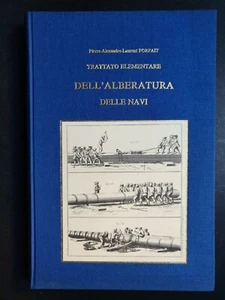 Pierre-Alexandre-Laurent FORFAIT
TRATTATO ELEMENTARE
DELL'ALBERATURA
DELLE NAVI